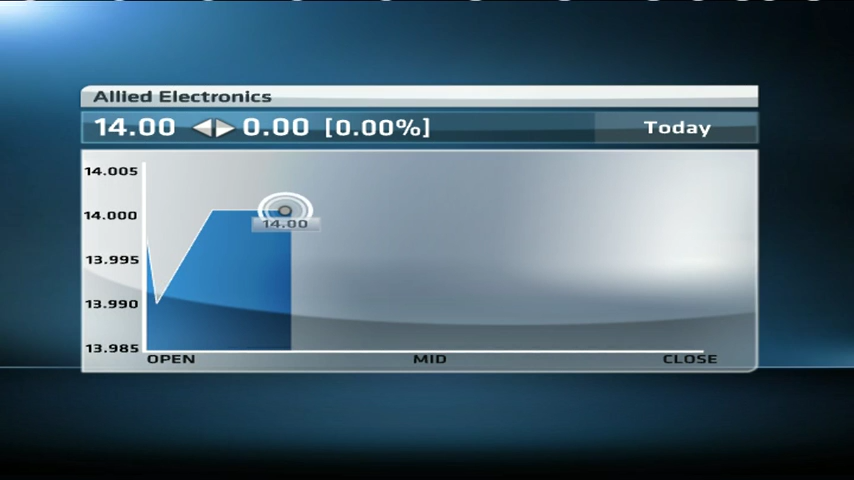 Allied Electronics
14.00 0.00 [0.00%] Today
14.005
14.000
14.00
13.995
13.990
13.985
OPEN MID CLOSE